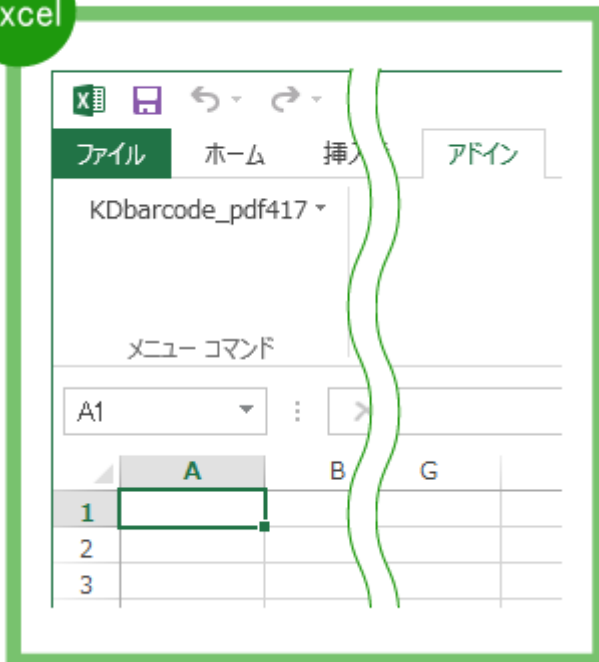 xcel
ファイル ホーム 挿入 アドイン
KDbarcode_pdf417
メニュー コマンド
A1
A B G
1
2
3